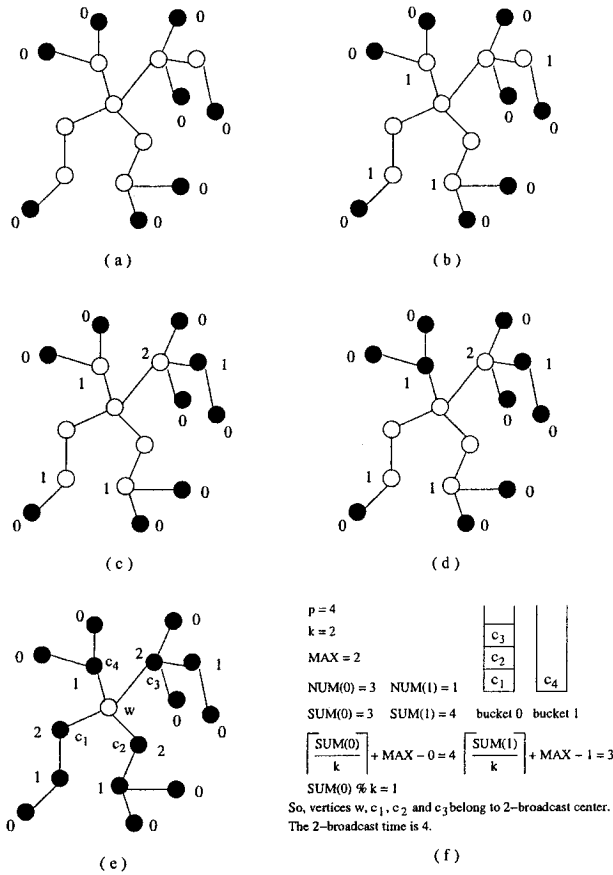 0 0
0
0
0
0
0 0
( a )
0 0
0 1
1
0
0
1 1 0
0 0
( b )
0 0
0 2 1
1
0
0
1 1 0
0 0
( c )
0 0
0 2 1
1
0
0
1 1 0
0 0
( d )
0 0
0 c4 2 1
1 c3
0 0
w
2 c1 c2 2
1 1 0
0 0
( e )
p = 4
k = 2
MAX = 2
NUM(0) = 3 NUM(1) = 1
SUM(0) = 3 SUM(1) = 4
c3
c2
c1 c4
bucket 0 bucket 1
⌈SUM(0)/k⌉ + MAX − 0 = 4 ⌈SUM(1)/k⌉ + MAX − 1 = 3
SUM(0) % k = 1
So, vertices w, c1, c2 and c3 belong to 2−broadcast center.
The 2−broadcast time is 4.
( f )